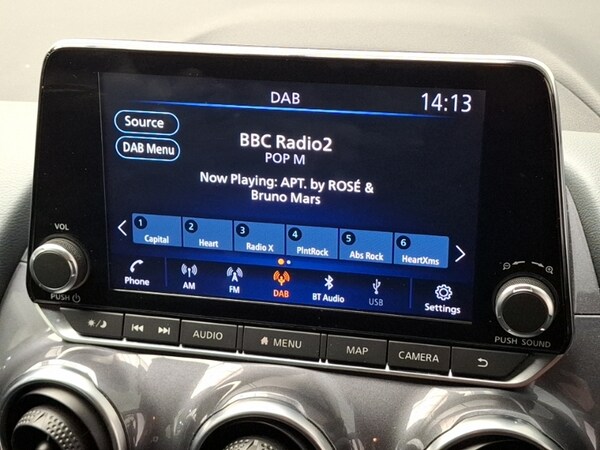 DAB
14:13
Source
DAB Menu
BBC Radio2
POP M
Now Playing: APT. by ROSÉ &
Bruno Mars
1 Capital
2 Heart
3 Radio X
4 PlntRock
5 Abs Rock
6 HeartXms
Phone
AM
FM
DAB
BT Audio
USB
Settings
VOL
PUSH
PUSH SOUND
AUDIO
MENU
MAP
CAMERA